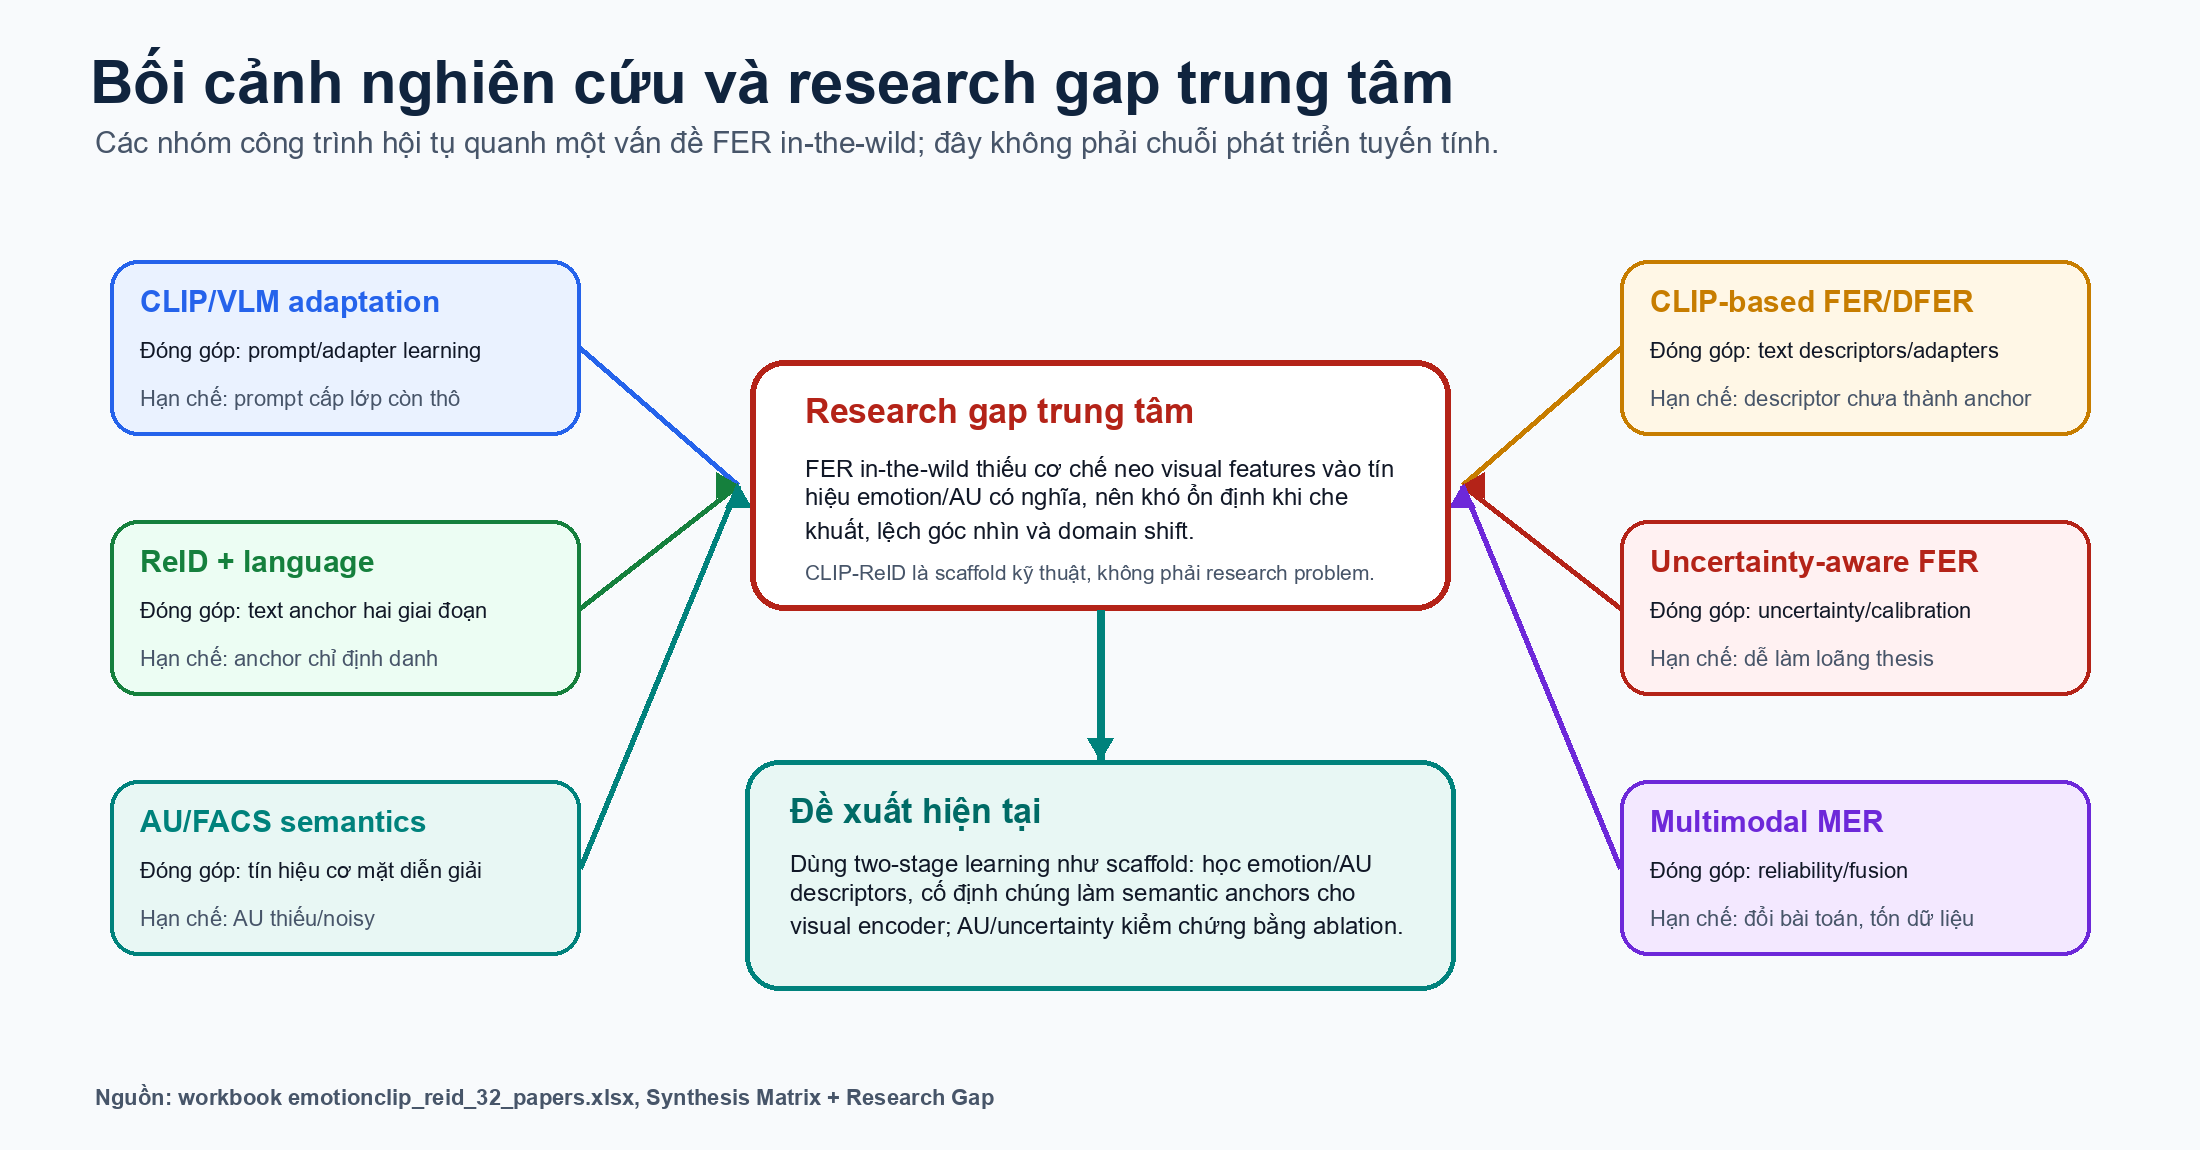 Bối cảnh nghiên cứu và research gap trung tâm
Các nhóm công trình hội tụ quanh một vấn đề FER in-the-wild; đây không phải chuỗi phát triển tuyến tính.
CLIP/VLM adaptation
Đóng góp: prompt/adapter learning
Hạn chế: prompt cấp lớp còn thô
ReID + language
Đóng góp: text anchor hai giai đoạn
Hạn chế: anchor chỉ định danh
AU/FACS semantics
Đóng góp: tín hiệu cơ mặt diễn giải
Hạn chế: AU thiếu/noisy
Research gap trung tâm
FER in-the-wild thiếu cơ chế neo visual features vào tín
hiệu emotion/AU có nghĩa, nên khó ổn định khi che
khuất, lệch góc nhìn và domain shift.
CLIP-ReID là scaffold kỹ thuật, không phải research problem.
Đề xuất hiện tại
Dùng two-stage learning như scaffold: học emotion/AU
descriptors, cố định chúng làm semantic anchors cho
visual encoder; AU/uncertainty kiểm chứng bằng ablation.
CLIP-based FER/DFER
Đóng góp: text descriptors/adapters
Hạn chế: descriptor chưa thành anchor
Uncertainty-aware FER
Đóng góp: uncertainty/calibration
Hạn chế: dễ làm loãng thesis
Multimodal MER
Đóng góp: reliability/fusion
Hạn chế: đổi bài toán, tốn dữ liệu
Nguồn: workbook emotionclip_reid_32_papers.xlsx, Synthesis Matrix + Research Gap